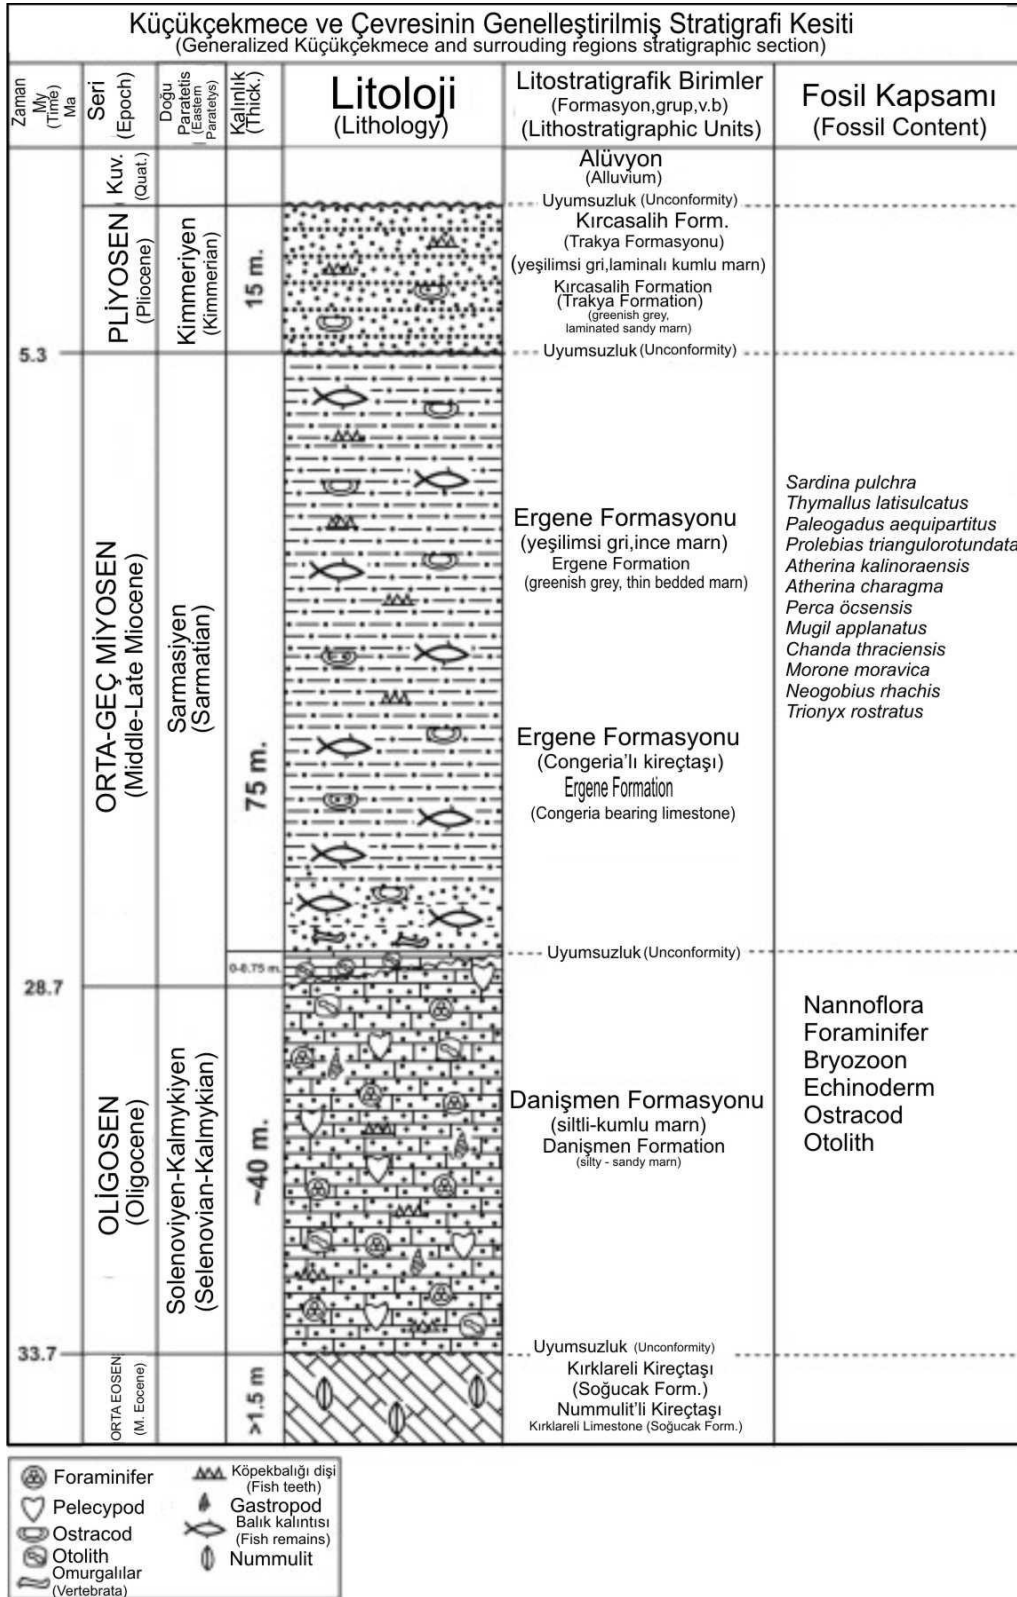 Küçükçekmece ve Çevresinin Genelleştirilmiş Stratigrafi Kesiti
(Generalized Küçükçekmece and surrouding regions stratigraphic section)
Zaman
My
(Time)
Ma
Seri
(Epoch)
Doğu
Paratetis
(Eastern
Paratetys)
Kalınlık
(Thick.)
Litoloji
(Lithology)
Litostratigrafik Birimler
(Formasyon,grup,v.b)
(Lithostratigraphic Units)
Fosil Kapsamı
(Fossil Content)
Kuv.
(Quat.)
Alüvyon
(Alluvium)
Uyumsuzluk (Unconformity)
PLİYOSEN
(Pliocene)
Kimmeriyen
(Kimmerian)
15 m.
Kırcasalih Form.
(Trakya Formasyonu)
(yeşilimsi gri,laminalı kumlu marn)
Kırcasalih Formation
(Trakya Formation)
(greenish grey,
laminated sandy marn)
5.3
Uyumsuzluk (Unconformity)
ORTA-GEÇ MİYOSEN
(Middle-Late Miocene)
Sarmasiyen
(Sarmatian)
75 m.
Ergene Formasyonu
(yeşilimsi gri,ince marn)
Ergene Formation
(greenish grey, thin bedded marn)
Ergene Formasyonu
(Congeria'lı kireçtaşı)
Ergene Formation
(Congeria bearing limestone)
Sardina pulchra
Thymallus latisulcatus
Paleogadus aequipartitus
Prolebias triangulorotundata
Atherina kalinoraensis
Atherina charagma
Perca öcsensis
Mugil applanatus
Chanda thraciensis
Morone moravica
Neogobius rhachis
Trionyx rostratus
Uyumsuzluk (Unconformity)
0-0.75 m.
28.7
OLİGOSEN
(Oligocene)
Solenoviyen-Kalmykiyen
(Selenovian-Kalmykian)
~40 m.
Danişmen Formasyonu
(siltli-kumlu marn)
Danişmen Formation
(silty - sandy marn)
Nannoflora
Foraminifer
Bryozoon
Echinoderm
Ostracod
Otolith
33.7
Uyumsuzluk (Unconformity)
ORTA EOSEN
(M. Eocene)
>1.5 m
Kırklareli Kireçtaşı
(Soğucak Form.)
Nummulit'li Kireçtaşı
Kırklareli Limestone (Soğucak Form.)
Foraminifer
Pelecypod
Ostracod
Otolith
Omurgalılar
(Vertebrata)
Köpekbalığı dişi
(Fish teeth)
Gastropod
Balık kalıntısı
(Fish remains)
Nummulit